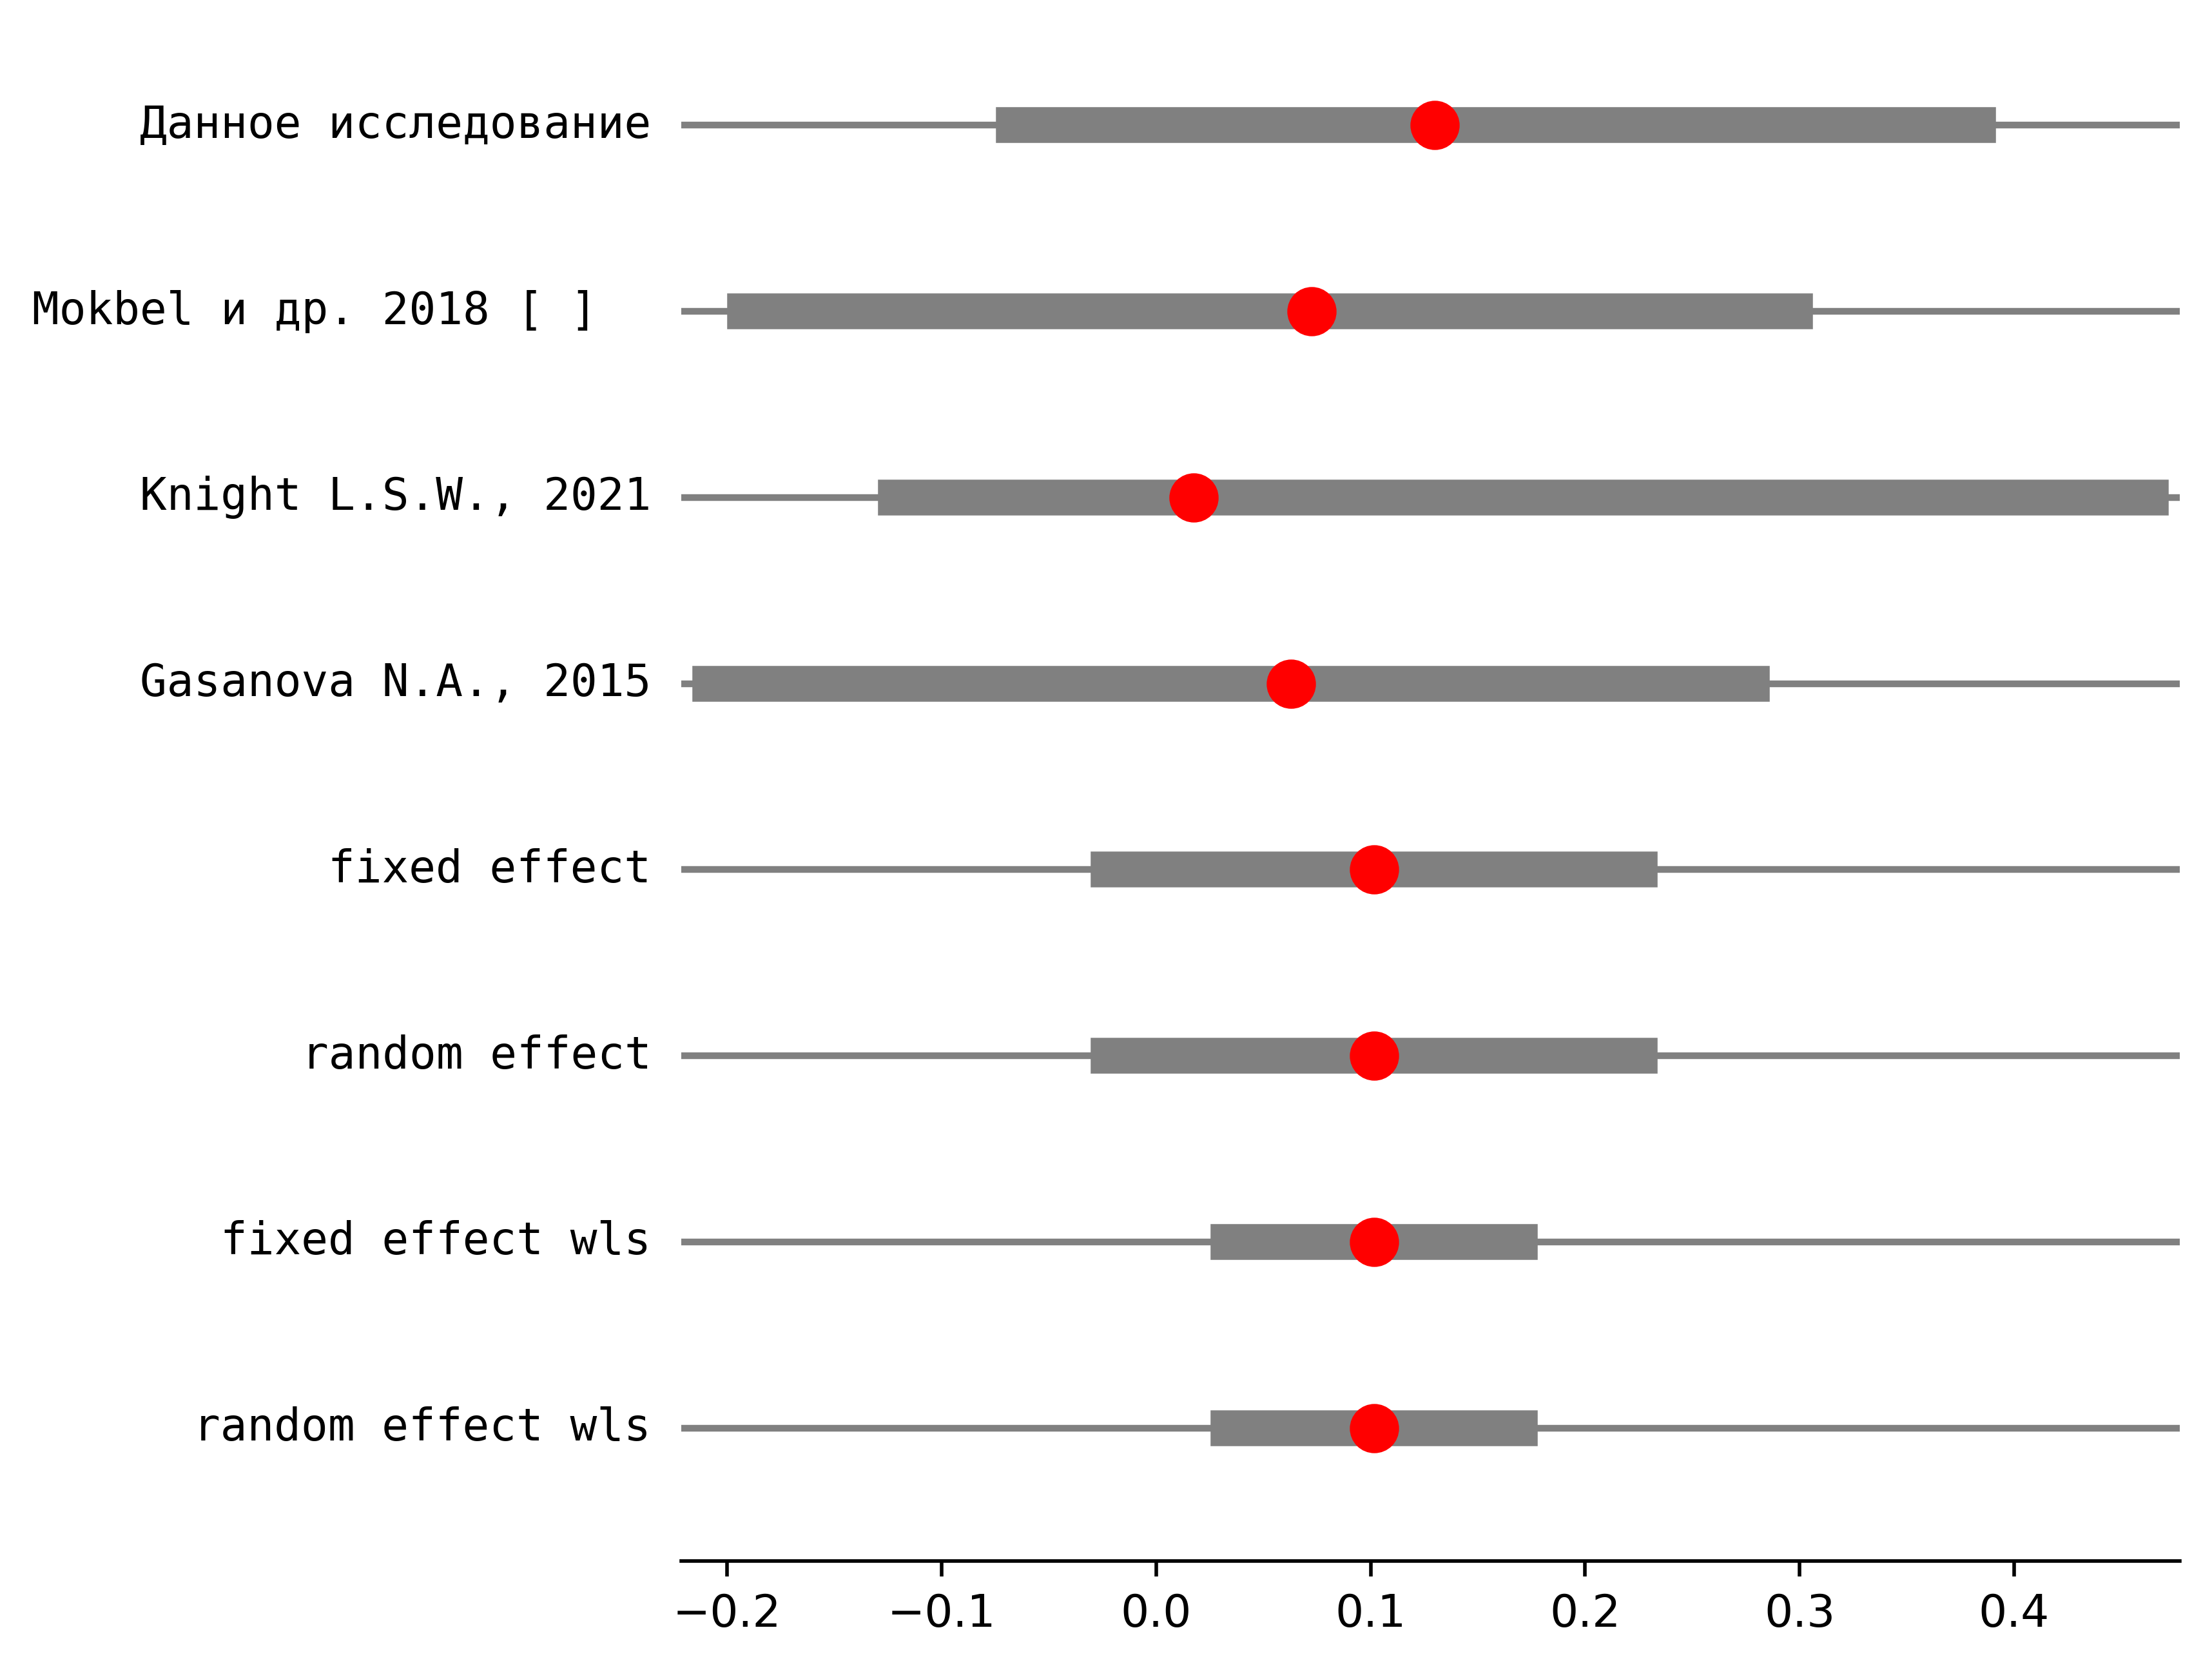 Данное исследование
Mokbel и др. 2018 [ ]
Knight L.S.W., 2021
Gasanova N.A., 2015
fixed effect
random effect
fixed effect wls
random effect wls
−0.2 −0.1 0.0 0.1 0.2 0.3 0.4